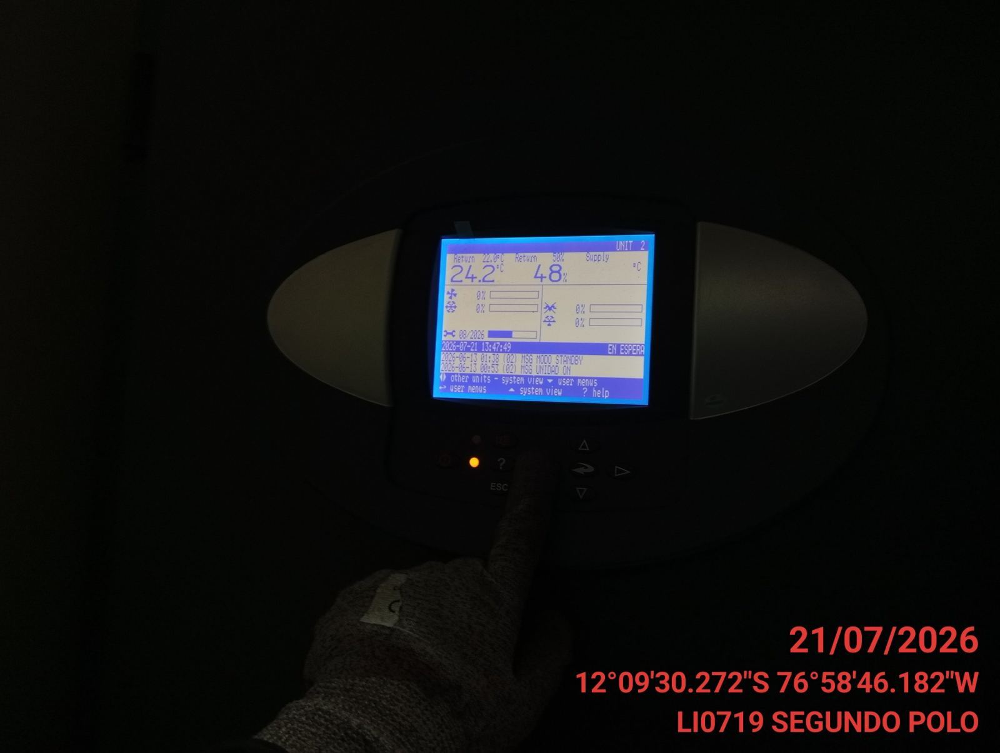 UNIT 2
Return 22.0°C Return 50% Supply
24.2°C 48% °C
0%
0% 0%
0%
08/2026
2026-07-21 13:47:49 EN ESPERA
2026-06-13 01:38 (02) MSG MODO STANDBY
2026-06-13 00:53 (02) MSG UNIDAD ON
other units - system view user menus
user menus system view ? help
?
ESC
21/07/2026
12°09'30.272"S 76°58'46.182"W
LI0719 SEGUNDO POLO